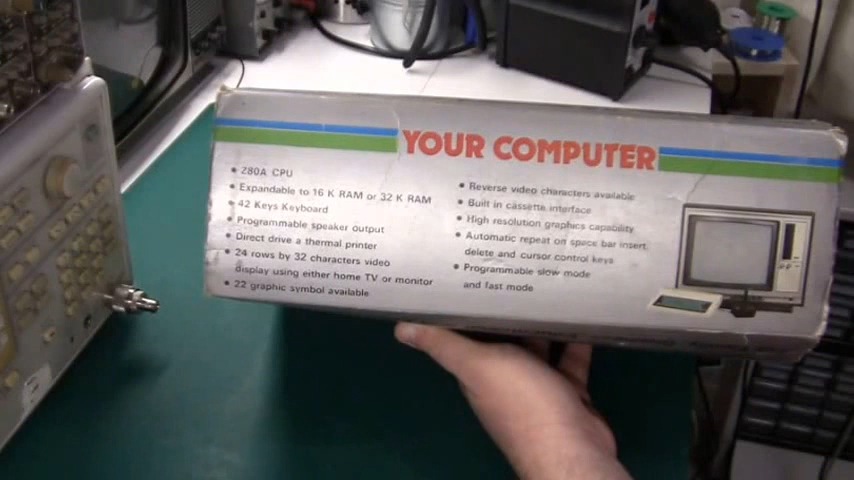 YOUR COMPUTER
• Z80A CPU
• Expandable to 16 K RAM or 32 K RAM
• 42 Keys Keyboard
• Programmable speaker output
• Direct drive a thermal printer
• 24 rows by 32 characters video
display using either home TV or monitor
• 22 graphic symbol available
• Reverse video characters available
• Built in cassette interface
• High resolution graphics capability
• Automatic repeat on space bar insert,
delete and cursor control keys
• Programmable slow mode
and fast mode